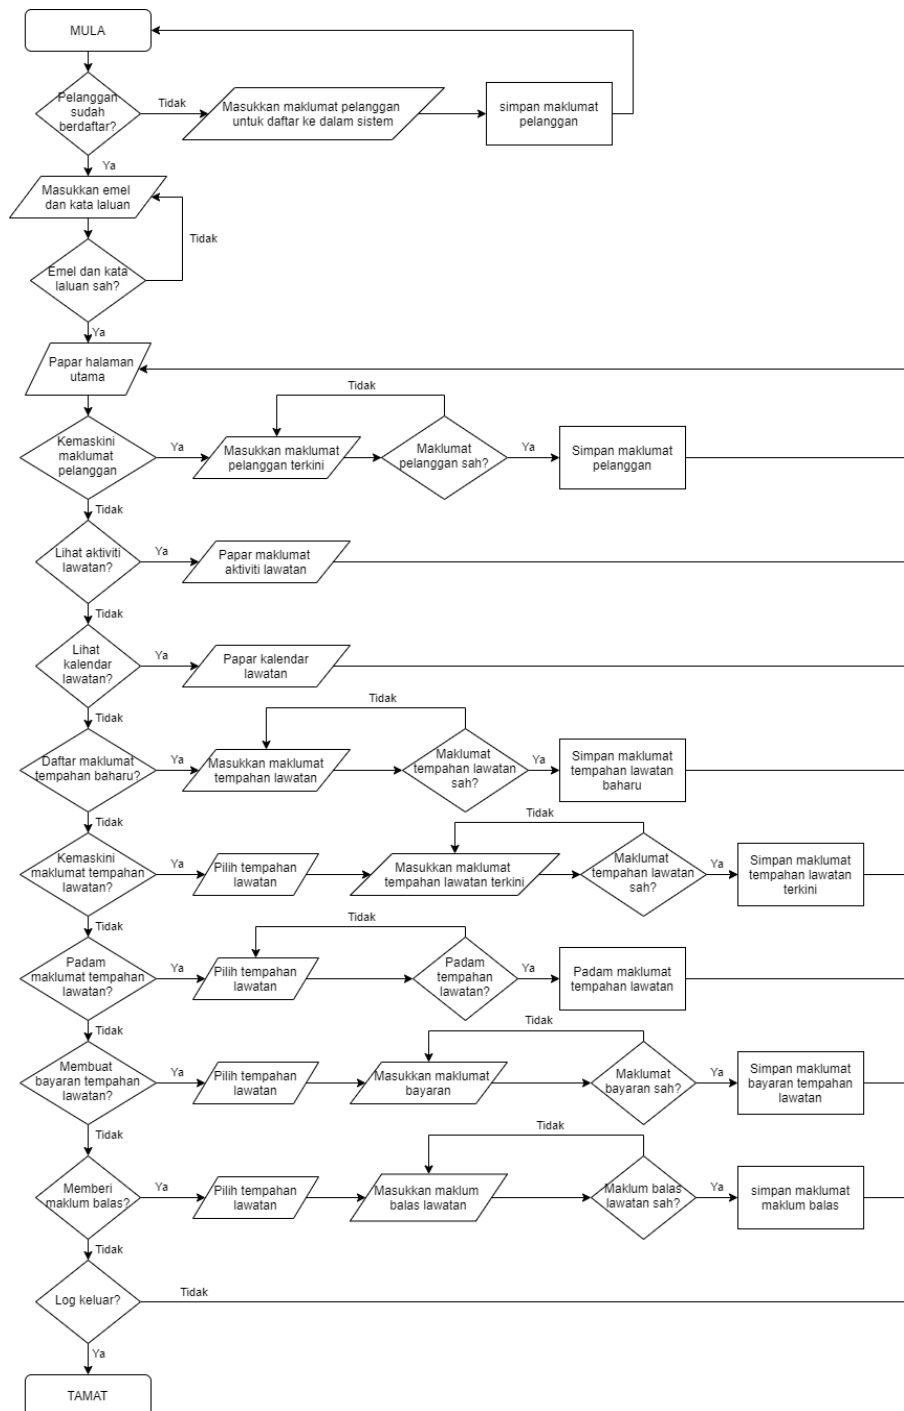 MULA
Pelanggan
sudah
berdaftar?
Tidak
Masukkan maklumat pelanggan
untuk daftar ke dalam sistem
simpan maklumat
pelanggan
Ya
Masukkan emel
dan kata laluan
Tidak
Emel dan kata
laluan sah?
Ya
Papar halaman
utama
Tidak
Kemaskini
maklumat
pelanggan
Ya
Masukkan maklumat
pelanggan terkini
Maklumat
pelanggan sah?
Ya
Simpan maklumat
pelanggan
Tidak
Lihat aktiviti
lawatan?
Ya
Papar maklumat
aktiviti lawatan
Tidak
Lihat
kalendar
lawatan?
Ya
Papar kalendar
lawatan
Tidak
Tidak
Daftar maklumat
tempahan baharu?
Ya
Masukkan maklumat
tempahan lawatan
Maklumat
tempahan lawatan
sah?
Ya
Simpan maklumat
tempahan lawatan
baharu
Tidak
Tidak
Kemaskini
maklumat tempahan
lawatan?
Ya
Pilih tempahan
lawatan
Masukkan maklumat
tempahan lawatan terkini
Maklumat
tempahan lawatan
sah?
Ya
Simpan maklumat
tempahan lawatan
terkini
Tidak
Tidak
Padam
maklumat tempahan
lawatan?
Ya
Pilih tempahan
lawatan
Padam
tempahan
lawatan?
Ya
Padam maklumat
tempahan lawatan
Tidak
Tidak
Membuat
bayaran tempahan
lawatan?
Ya
Pilih tempahan
lawatan
Masukkan maklumat
bayaran
Maklumat
bayaran sah?
Ya
Simpan maklumat
bayaran tempahan
lawatan
Tidak
Tidak
Memberi
maklum balas?
Ya
Pilih tempahan
lawatan
Masukkan maklum
balas lawatan
Maklum balas
lawatan sah?
Ya
simpan maklumat
maklum balas
Tidak
Log keluar?
Tidak
Ya
TAMAT